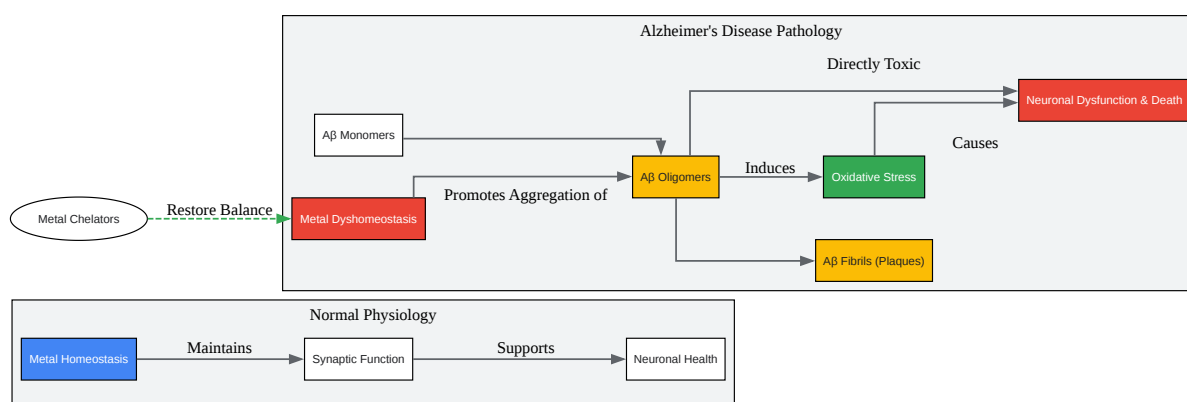 Alzheimer's Disease Pathology
Directly Toxic
Neuronal Dysfunction & Death
Aβ Monomers
Causes
Aβ Oligomers
Induces
Oxidative Stress
Promotes Aggregation of
Metal Chelators
Restore Balance
Metal Dyshomeostasis
Aβ Fibrils (Plaques)
Normal Physiology
Metal Homeostasis
Maintains
Synaptic Function
Supports
Neuronal Health